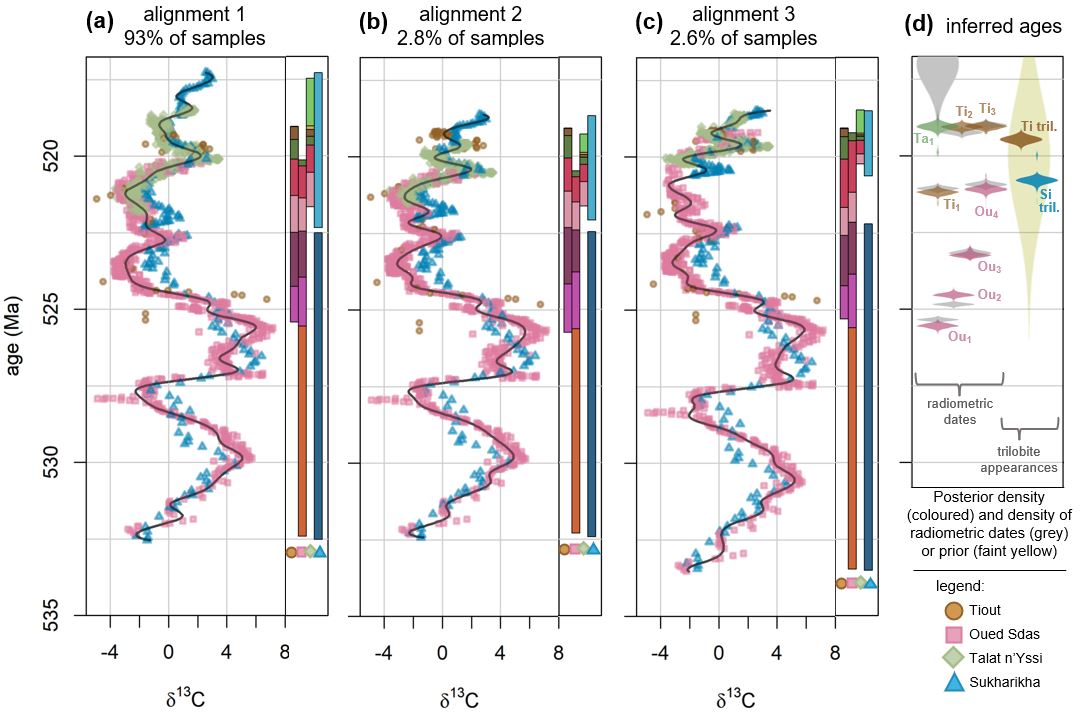 (a) alignment 1
93% of samples
(b) alignment 2
2.8% of samples
(c) alignment 3
2.6% of samples
(d) inferred ages
age (Ma)
520
525
530
535
-4 0 4 8
δ13C
-4 0 4 8
δ13C
-4 0 4 8
δ13C
Ta1
Ti2
Ti3
Ti tril.
Ti1
Ou4
Si
tril.
Ou3
Ou2
Ou1
radiometric
dates
trilobite
appearances
Posterior density
(coloured) and density of
radiometric dates (grey)
or prior (faint yellow)
legend:
Tiout
Oued Sdas
Talat n'Yssi
Sukharikha